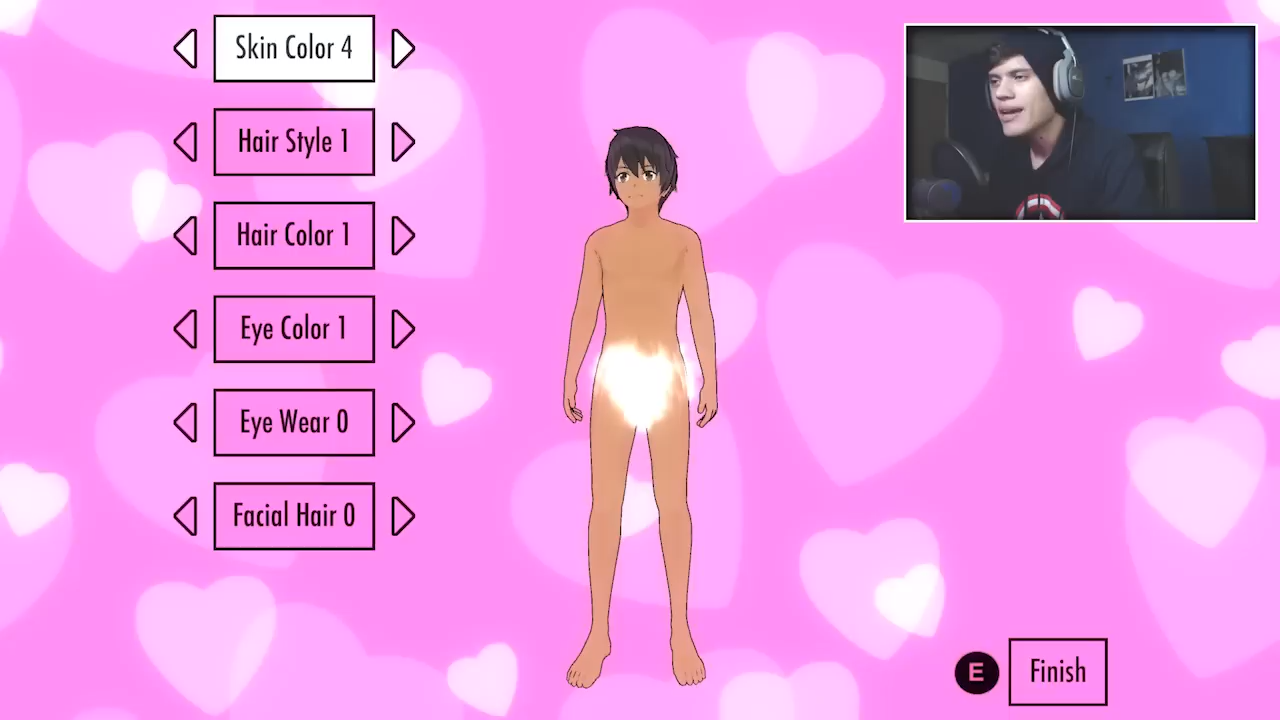 Skin Color 4
Hair Style 1
Hair Color 1
Eye Color 1
Eye Wear 0
Facial Hair 0
E Finish